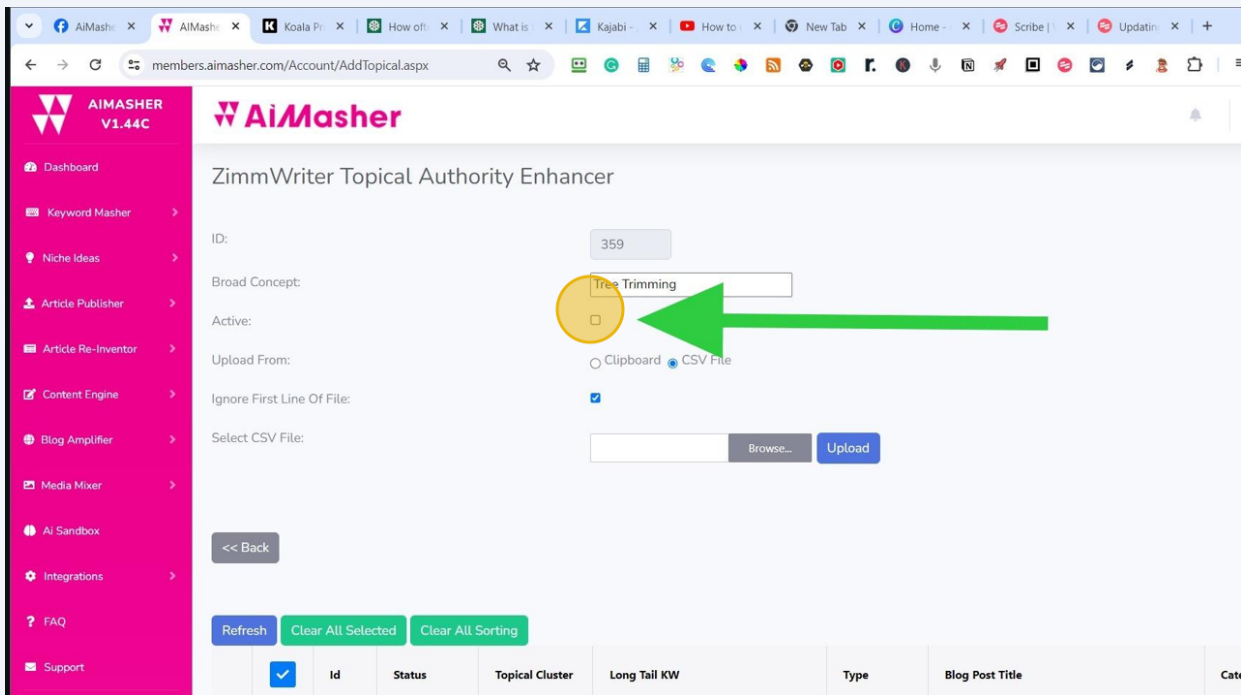 AiMashe
AIMashe
Koala Pr
How oft
What is
Kajabi -
How to
New Tab
Home -
Scribe |
Updatin
members.aimasher.com/Account/AddTopical.aspx
AIMASHER
V1.44C
AiMasher
Dashboard
Keyword Masher
Niche Ideas
Article Publisher
Article Re-Inventor
Content Engine
Blog Amplifier
Media Mixer
Ai Sandbox
Integrations
FAQ
Support
ZimmWriter Topical Authority Enhancer
ID:
359
Broad Concept:
Tree Trimming
Active:
Upload From:
Clipboard CSV File
Ignore First Line Of File:
Select CSV File:
Browse... Upload
<< Back
Refresh Clear All Selected Clear All Sorting
Id Status Topical Cluster Long Tail KW Type Blog Post Title Cate